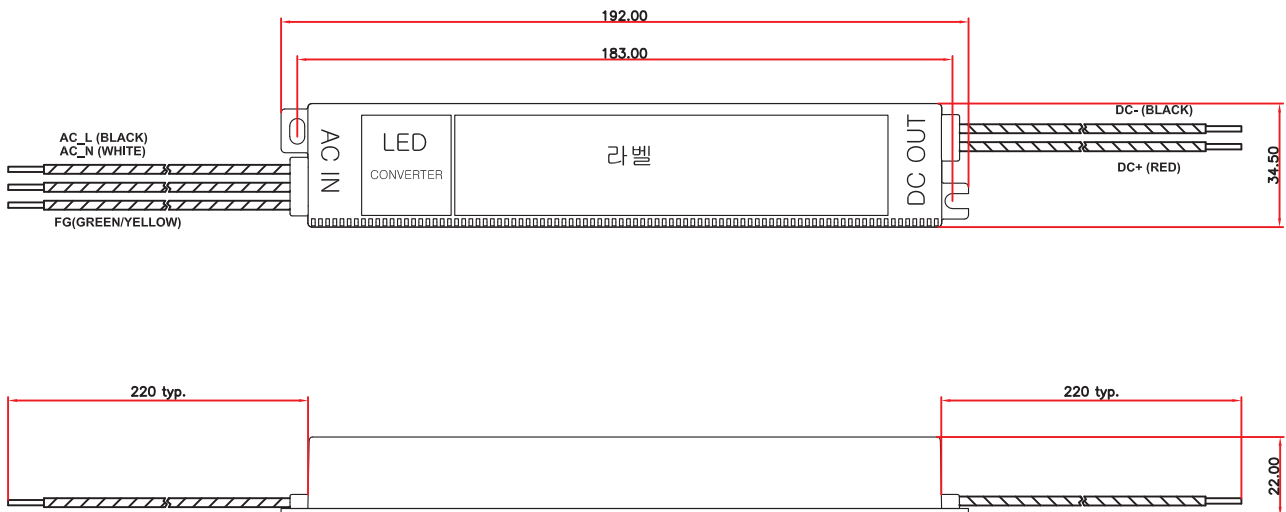 192.00
183.00
AC_L (BLACK)
AC_N (WHITE)
FG(GREEN/YELLOW)
AC IN
LED
CONVERTER
라벨
DC OUT
DC- (BLACK)
DC+ (RED)
34.50
220 typ.
220 typ.
22.00